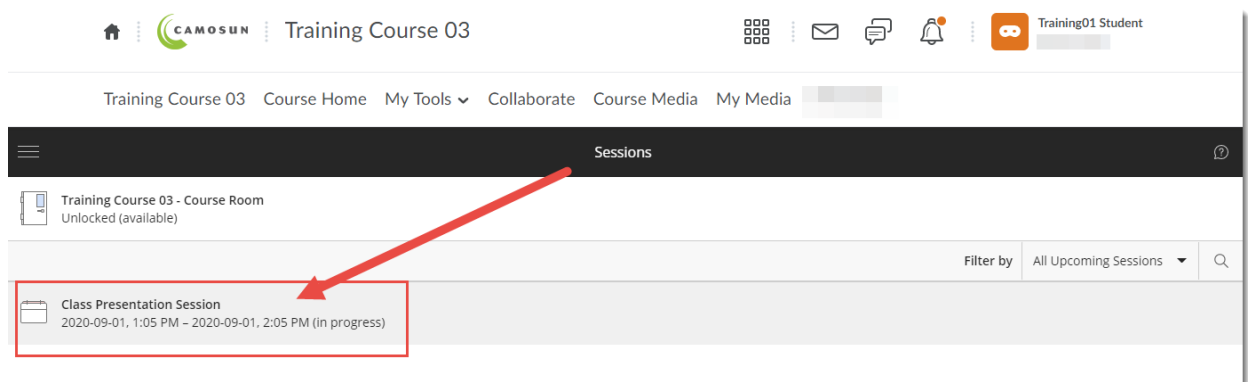 CAMOSUN Training Course 03 Training01 Student
Training Course 03 Course Home My Tools Collaborate Course Media My Media
Sessions
Training Course 03 - Course Room
Unlocked (available)
Filter by All Upcoming Sessions
Class Presentation Session
2020-09-01, 1:05 PM – 2020-09-01, 2:05 PM (in progress)